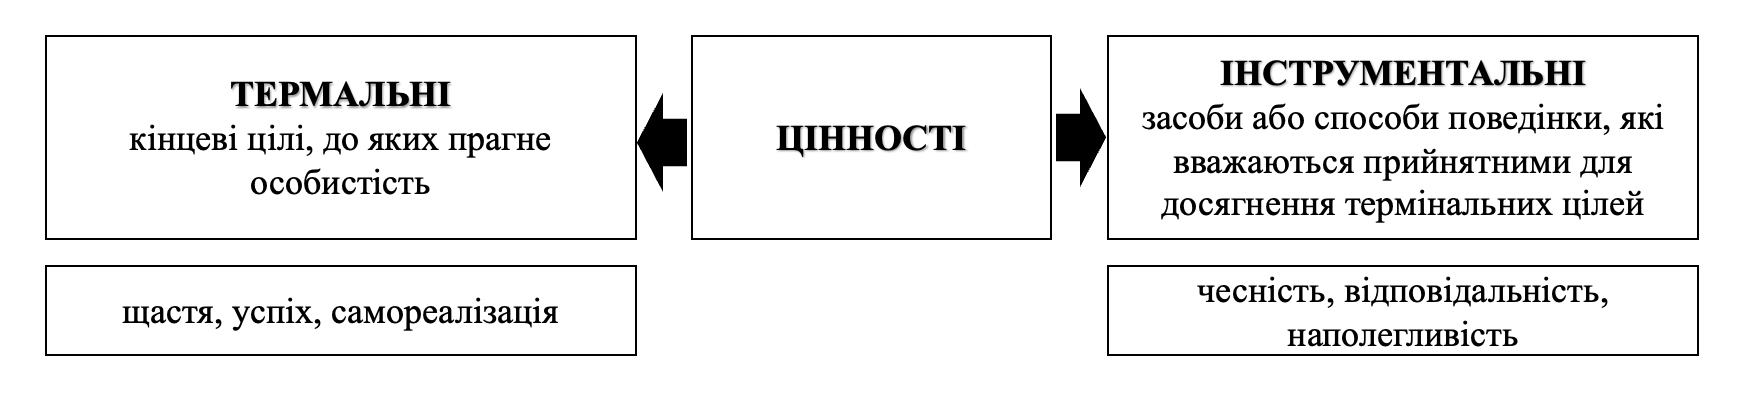 ТЕРМАЛЬНІ
кінцеві цілі, до яких прагне
особистість
ЦІННОСТІ
ІНСТРУМЕНТАЛЬНІ
засоби або способи поведінки, які
вважаються прийнятними для
досягнення термінальних цілей
щастя, успіх, самореалізація
чесність, відповідальність,
наполегливість